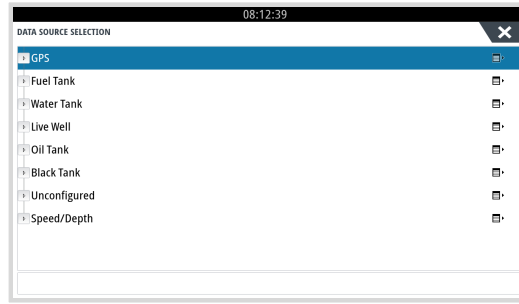 08:12:39
DATA SOURCE SELECTION
GPS
Fuel Tank
Water Tank
Live Well
Oil Tank
Black Tank
Unconfigured
Speed/Depth